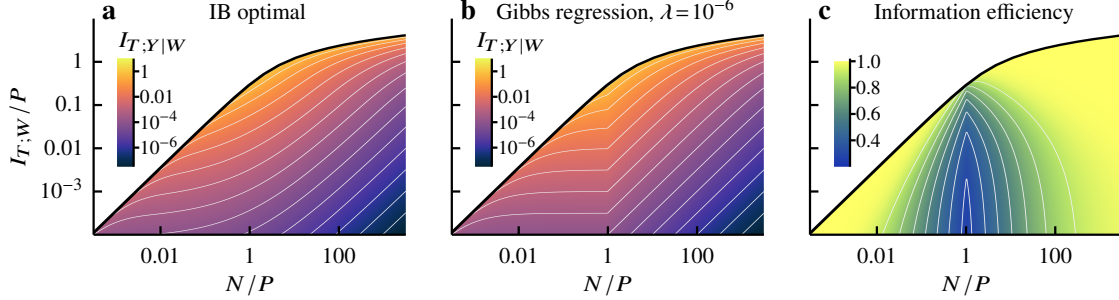 a IB optimal
b Gibbs regression, λ=10⁻⁶
c Information efficiency
I_{T;W}/P
1
0.1
0.01
10⁻³
I_{T;Y|W}
1
0.01
10⁻⁴
10⁻⁶
0.01 1 100
N/P
I_{T;Y|W}
1
0.01
10⁻⁴
10⁻⁶
0.01 1 100
N/P
1.0
0.8
0.6
0.4
0.01 1 100
N/P